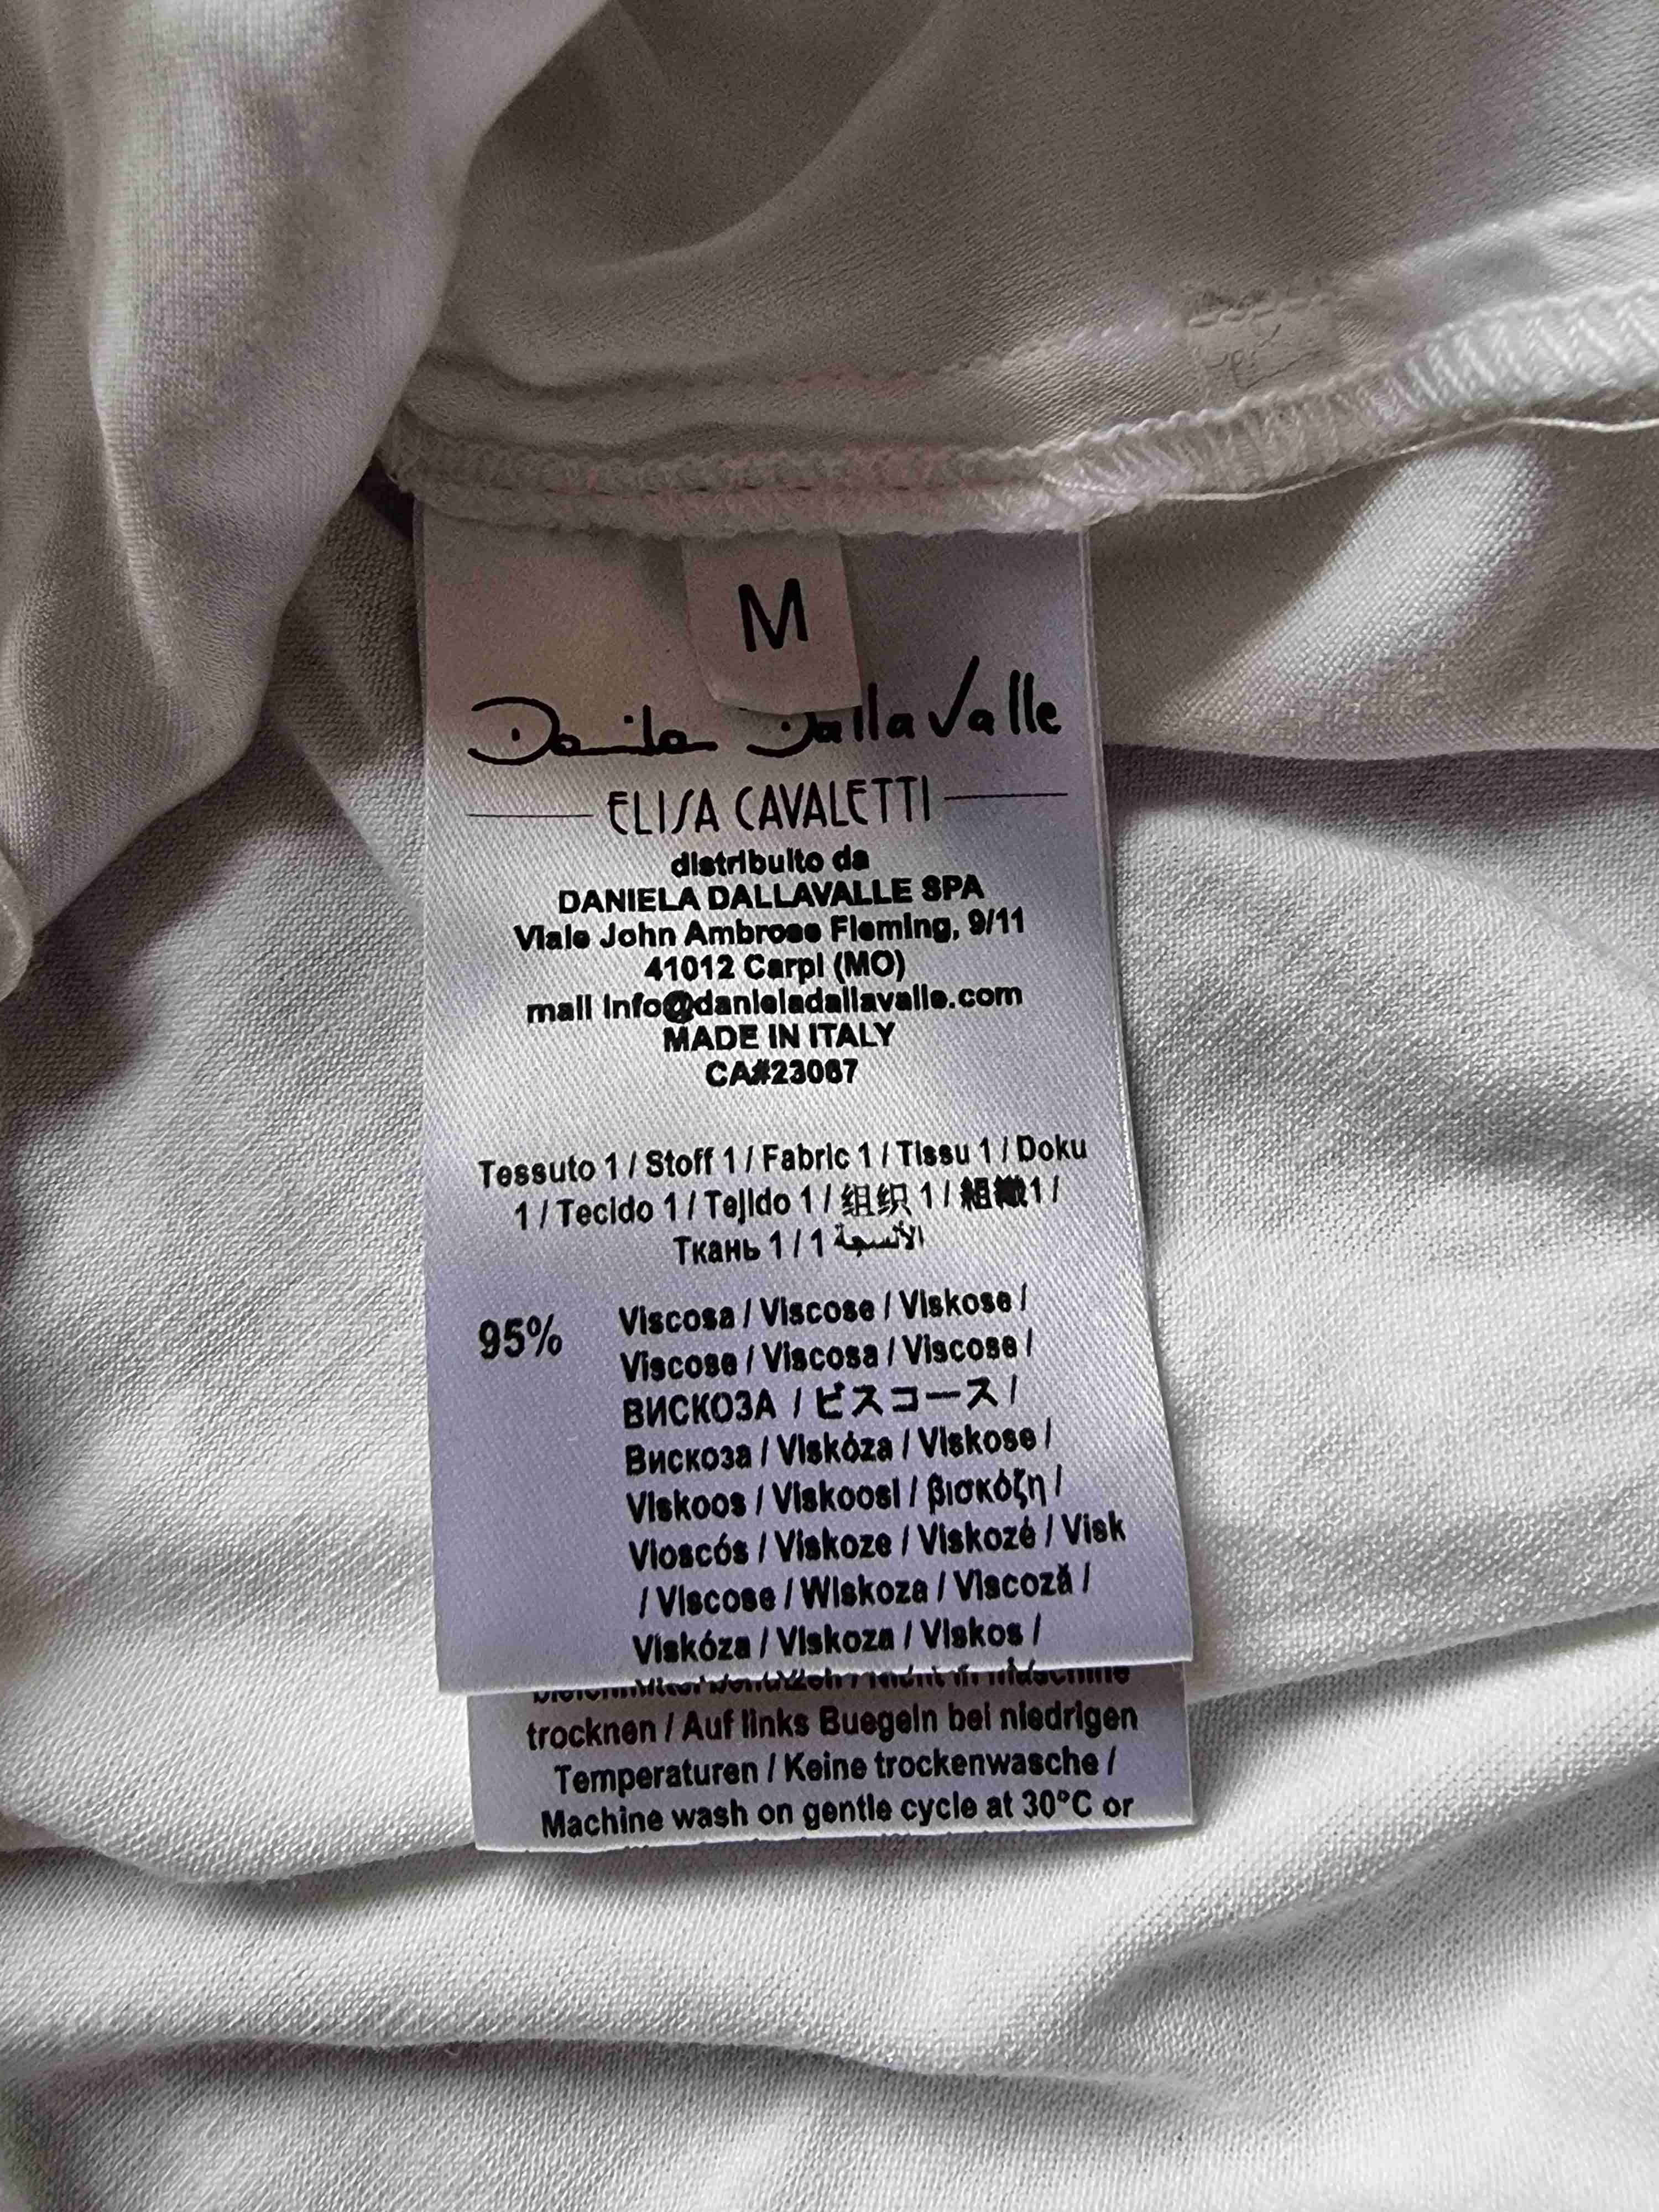 M
Daniela Dallavalle
ELISA CAVALETTI
distribuito da
DANIELA DALLAVALLE SPA
Viale John Ambrose Fleming, 9/11
41012 Carpi (MO)
mail info@danieladallavalle.com
MADE IN ITALY
CA#23067
Tessuto 1 / Stoff 1 / Fabric 1 / Tissu 1 / Doku
1 / Tecido 1 / Tejido 1 / 组织 1 / 組織 1 /
Ткань 1 / 1 الأنسجة
95% Viscosa / Viscose / Viskose /
Viscose / Viscosa / Viscose /
ВИСКОЗА / ビスコース /
Вискоза / Viskóza / Viskose /
Viskoos / Viskoosi / βισκόζη /
Vioscós / Viskoze / Viskozė / Visk
/ Viscose / Wiskoza / Viscoză /
Viskóza / Viskoza / Viskos /
trocknen / Auf links Buegeln bei niedrigen
Temperaturen / Keine trockenwasche /
Machine wash on gentle cycle at 30°C or